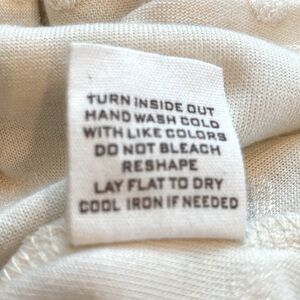 TURN INSIDE OUT
HAND WASH COLD
WITH LIKE COLORS
DO NOT BLEACH
RESHAPE
LAY FLAT TO DRY
COOL IRON IF NEEDED